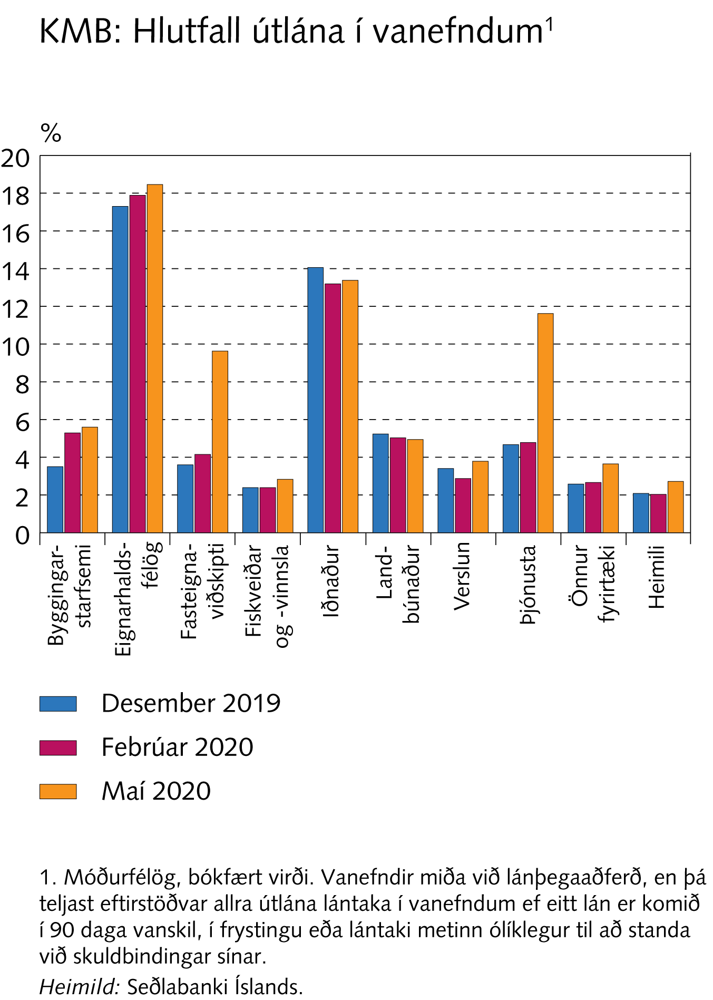 KMB: Hlutfall útlána í vanefndum¹
%
20
18
16
14
12
10
8
6
4
2
0
Byggingar-
starfsemi
Eignarhalds-
félög
Fasteigna-
viðskipti
Fiskveiðar
og -vinnsla
Iðnaður
Land-
búnaður
Verslun
Þjónusta
Önnur
fyrirtæki
Heimili
Desember 2019
Febrúar 2020
Maí 2020
1. Móðurfélög, bókfært virði. Vanefndir miða við lánþegaaðferð, en þá
teljast eftirstöðvar allra útlána lántaka í vanefndum ef eitt lán er komið
í 90 daga vanskil, í frystingu eða lántaki metinn ólíklegur til að standa
við skuldbindingar sínar.
Heimild: Seðlabanki Íslands.